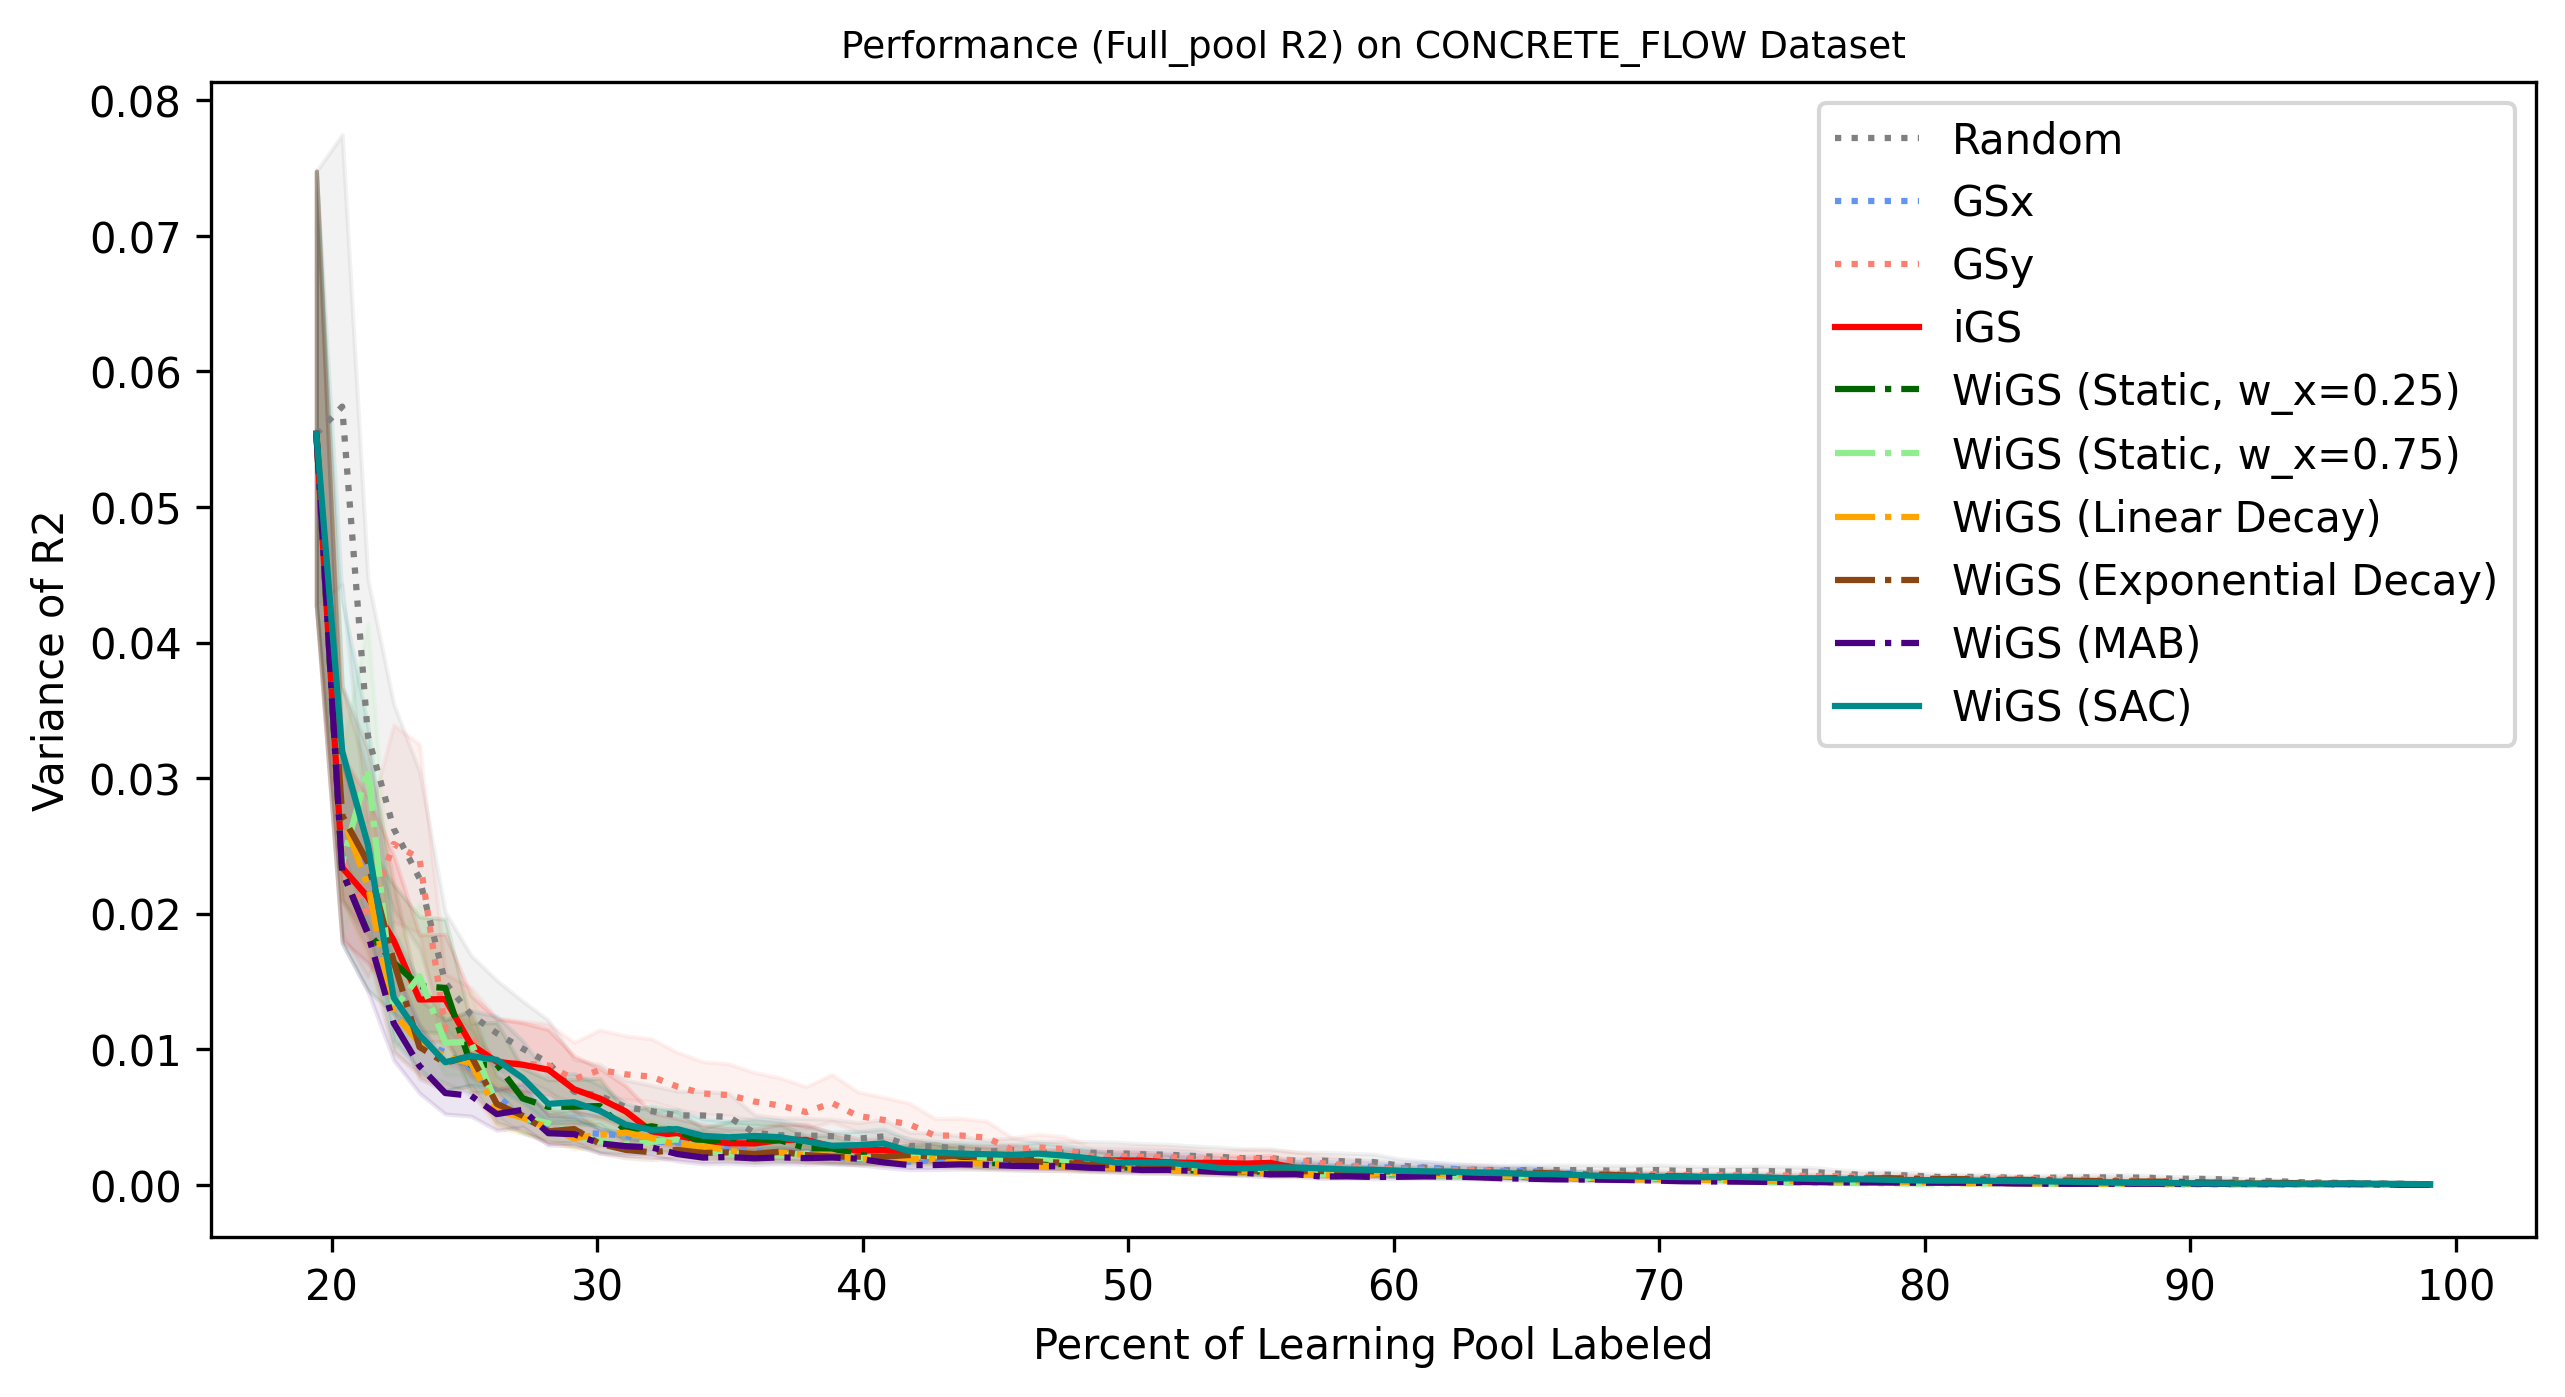 Performance (Full_pool R2) on CONCRETE_FLOW Dataset
Variance of R2
0.08
0.07
0.06
0.05
0.04
0.03
0.02
0.01
0.00
Random
GSx
GSy
iGS
WiGS (Static, w_x=0.25)
WiGS (Static, w_x=0.75)
WiGS (Linear Decay)
WiGS (Exponential Decay)
WiGS (MAB)
WiGS (SAC)
20 30 40 50 60 70 80 90 100
Percent of Learning Pool Labeled